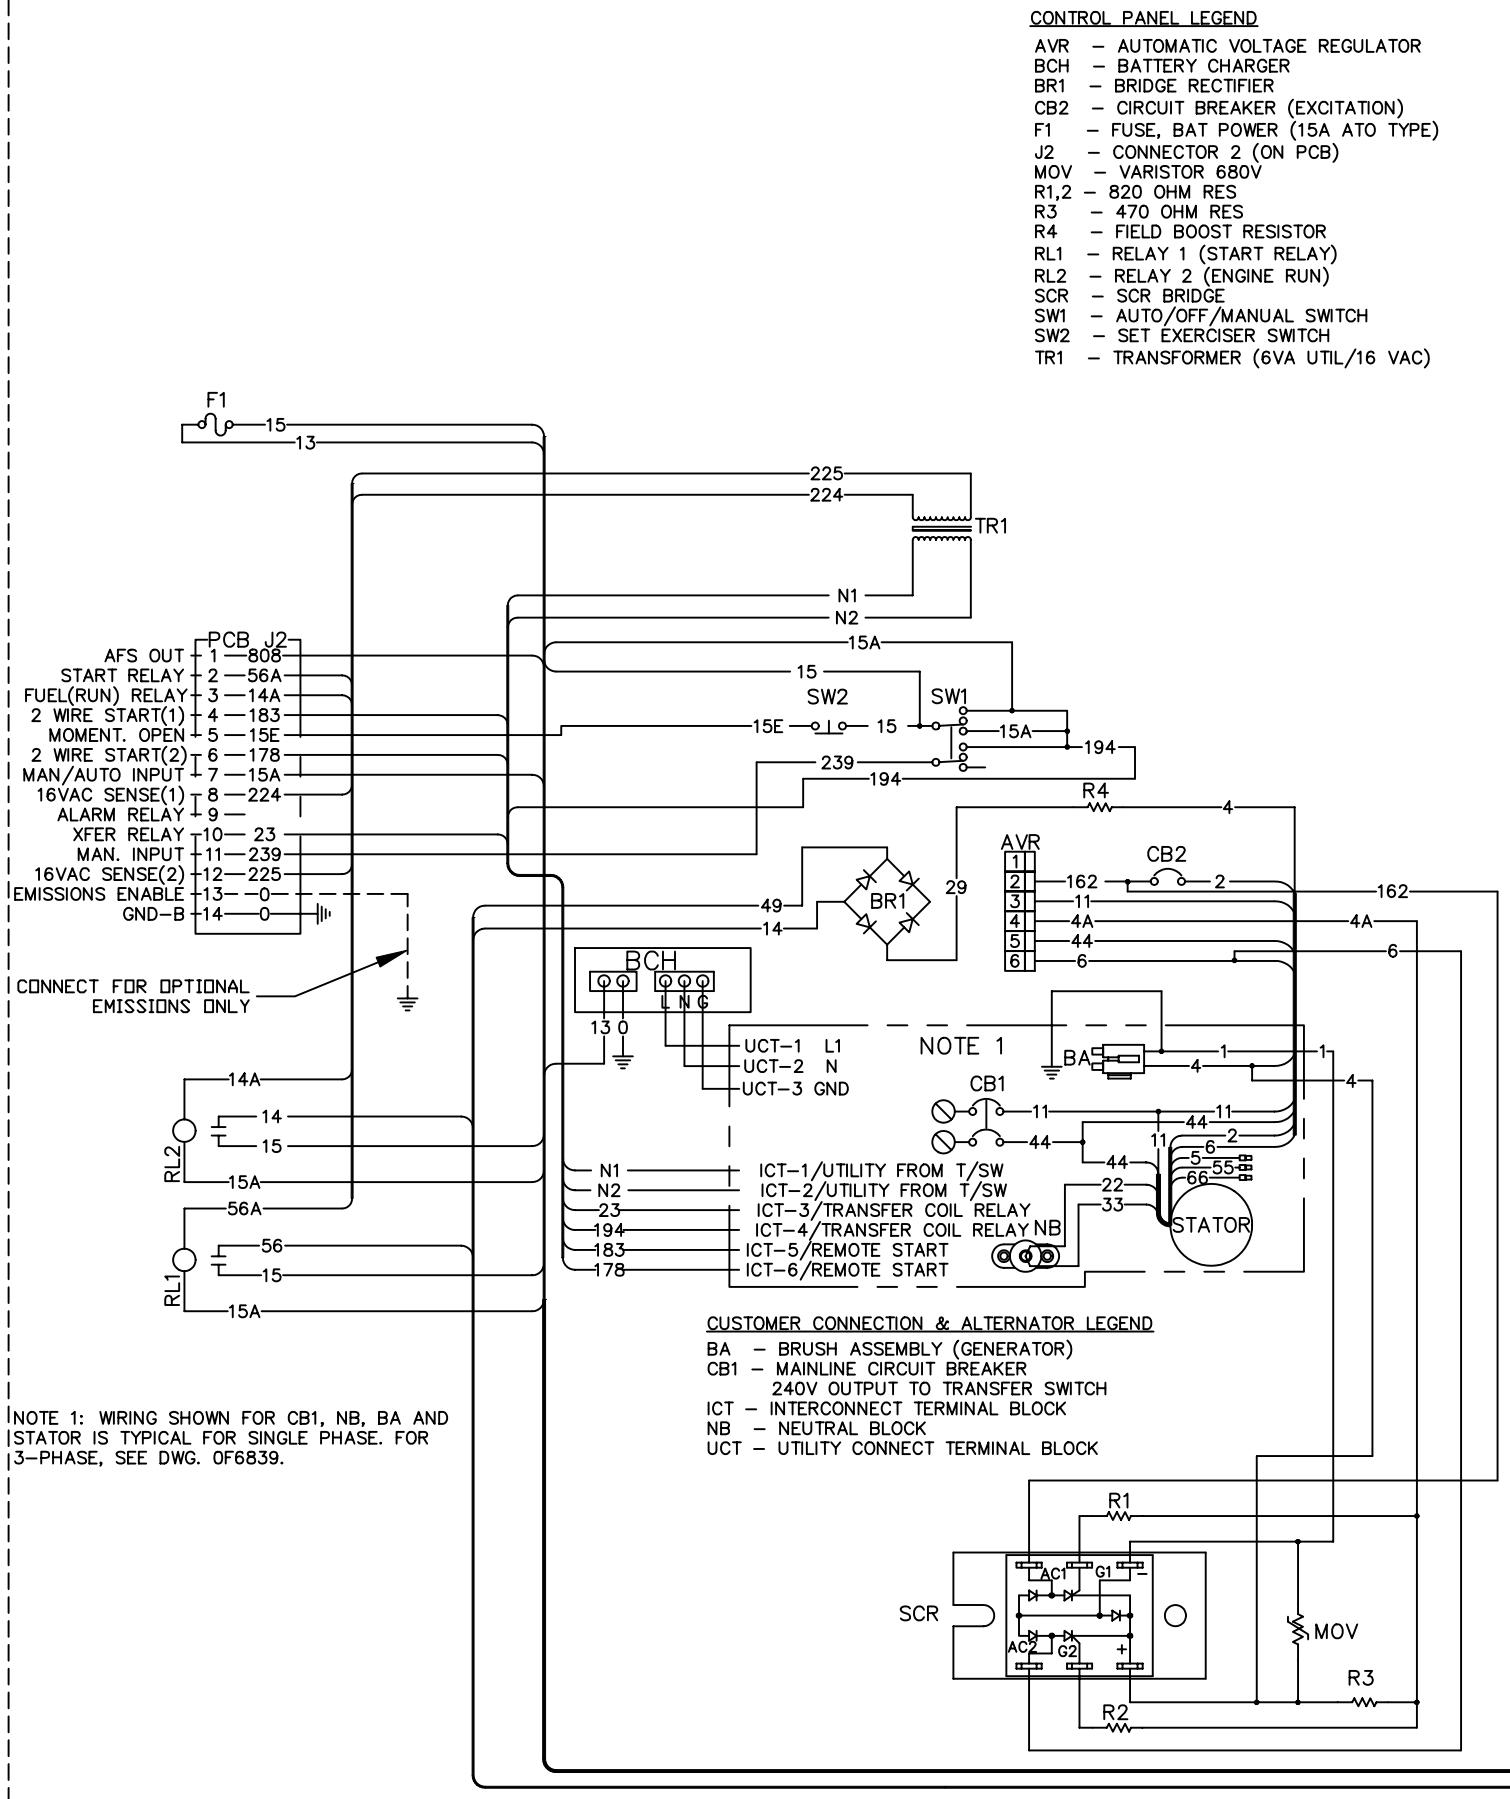 CONTROL PANEL LEGEND
AVR – AUTOMATIC VOLTAGE REGULATOR
BCH – BATTERY CHARGER
BR1 – BRIDGE RECTIFIER
CB2 – CIRCUIT BREAKER (EXCITATION)
F1 – FUSE, BAT POWER (15A ATO TYPE)
J2 – CONNECTOR 2 (ON PCB)
MOV – VARISTOR 680V
R1,2 – 820 OHM RES
R3 – 470 OHM RES
R4 – FIELD BOOST RESISTOR
RL1 – RELAY 1 (START RELAY)
RL2 – RELAY 2 (ENGINE RUN)
SCR – SCR BRIDGE
SW1 – AUTO/OFF/MANUAL SWITCH
SW2 – SET EXERCISER SWITCH
TR1 – TRANSFORMER (6VA UTIL/16 VAC)
F1
15
13
225
224
TR1
N1
N2
15A
15
SW2
SW1
15E
15
15A
194
239
194
PCB J2
AFS OUT 1 808
START RELAY 2 56A
FUEL(RUN) RELAY 3 14A
2 WIRE START(1) 4 183
MOMENT. OPEN 5 15E
2 WIRE START(2) 6 178
MAN/AUTO INPUT 7 15A
16VAC SENSE(1) 8 224
ALARM RELAY 9
XFER RELAY 10 23
MAN. INPUT 11 239
16VAC SENSE(2) 12 225
EMISSIONS ENABLE 13 0
GND-B 14 0
CONNECT FOR OPTIONAL
EMISSIONS ONLY
R4
4
29
49
14
BR1
AVR
1
2 162
3 11
4 4A
5 44
6 6
CB2
2
162
4A
6
BCH
L N G
13 0
UCT-1 L1
UCT-2 N
UCT-3 GND
NOTE 1
BA
1
1
4
4
CB1
11
11
44
44
2
11
6
5
55
66
44
22
33
STATOR
NB
N1 ICT-1/UTILITY FROM T/SW
N2 ICT-2/UTILITY FROM T/SW
23 ICT-3/TRANSFER COIL RELAY
194 ICT-4/TRANSFER COIL RELAY
183 ICT-5/REMOTE START
178 ICT-6/REMOTE START
14A
14
15
RL2
15A
56A
56
15
RL1
15A
CUSTOMER CONNECTION & ALTERNATOR LEGEND
BA – BRUSH ASSEMBLY (GENERATOR)
CB1 – MAINLINE CIRCUIT BREAKER
240V OUTPUT TO TRANSFER SWITCH
ICT – INTERCONNECT TERMINAL BLOCK
NB – NEUTRAL BLOCK
UCT – UTILITY CONNECT TERMINAL BLOCK
NOTE 1: WIRING SHOWN FOR CB1, NB, BA AND
STATOR IS TYPICAL FOR SINGLE PHASE. FOR
3-PHASE, SEE DWG. 0F6839.
R1
AC1 G1 –
SCR
AC2 G2 +
MOV
R3
R2